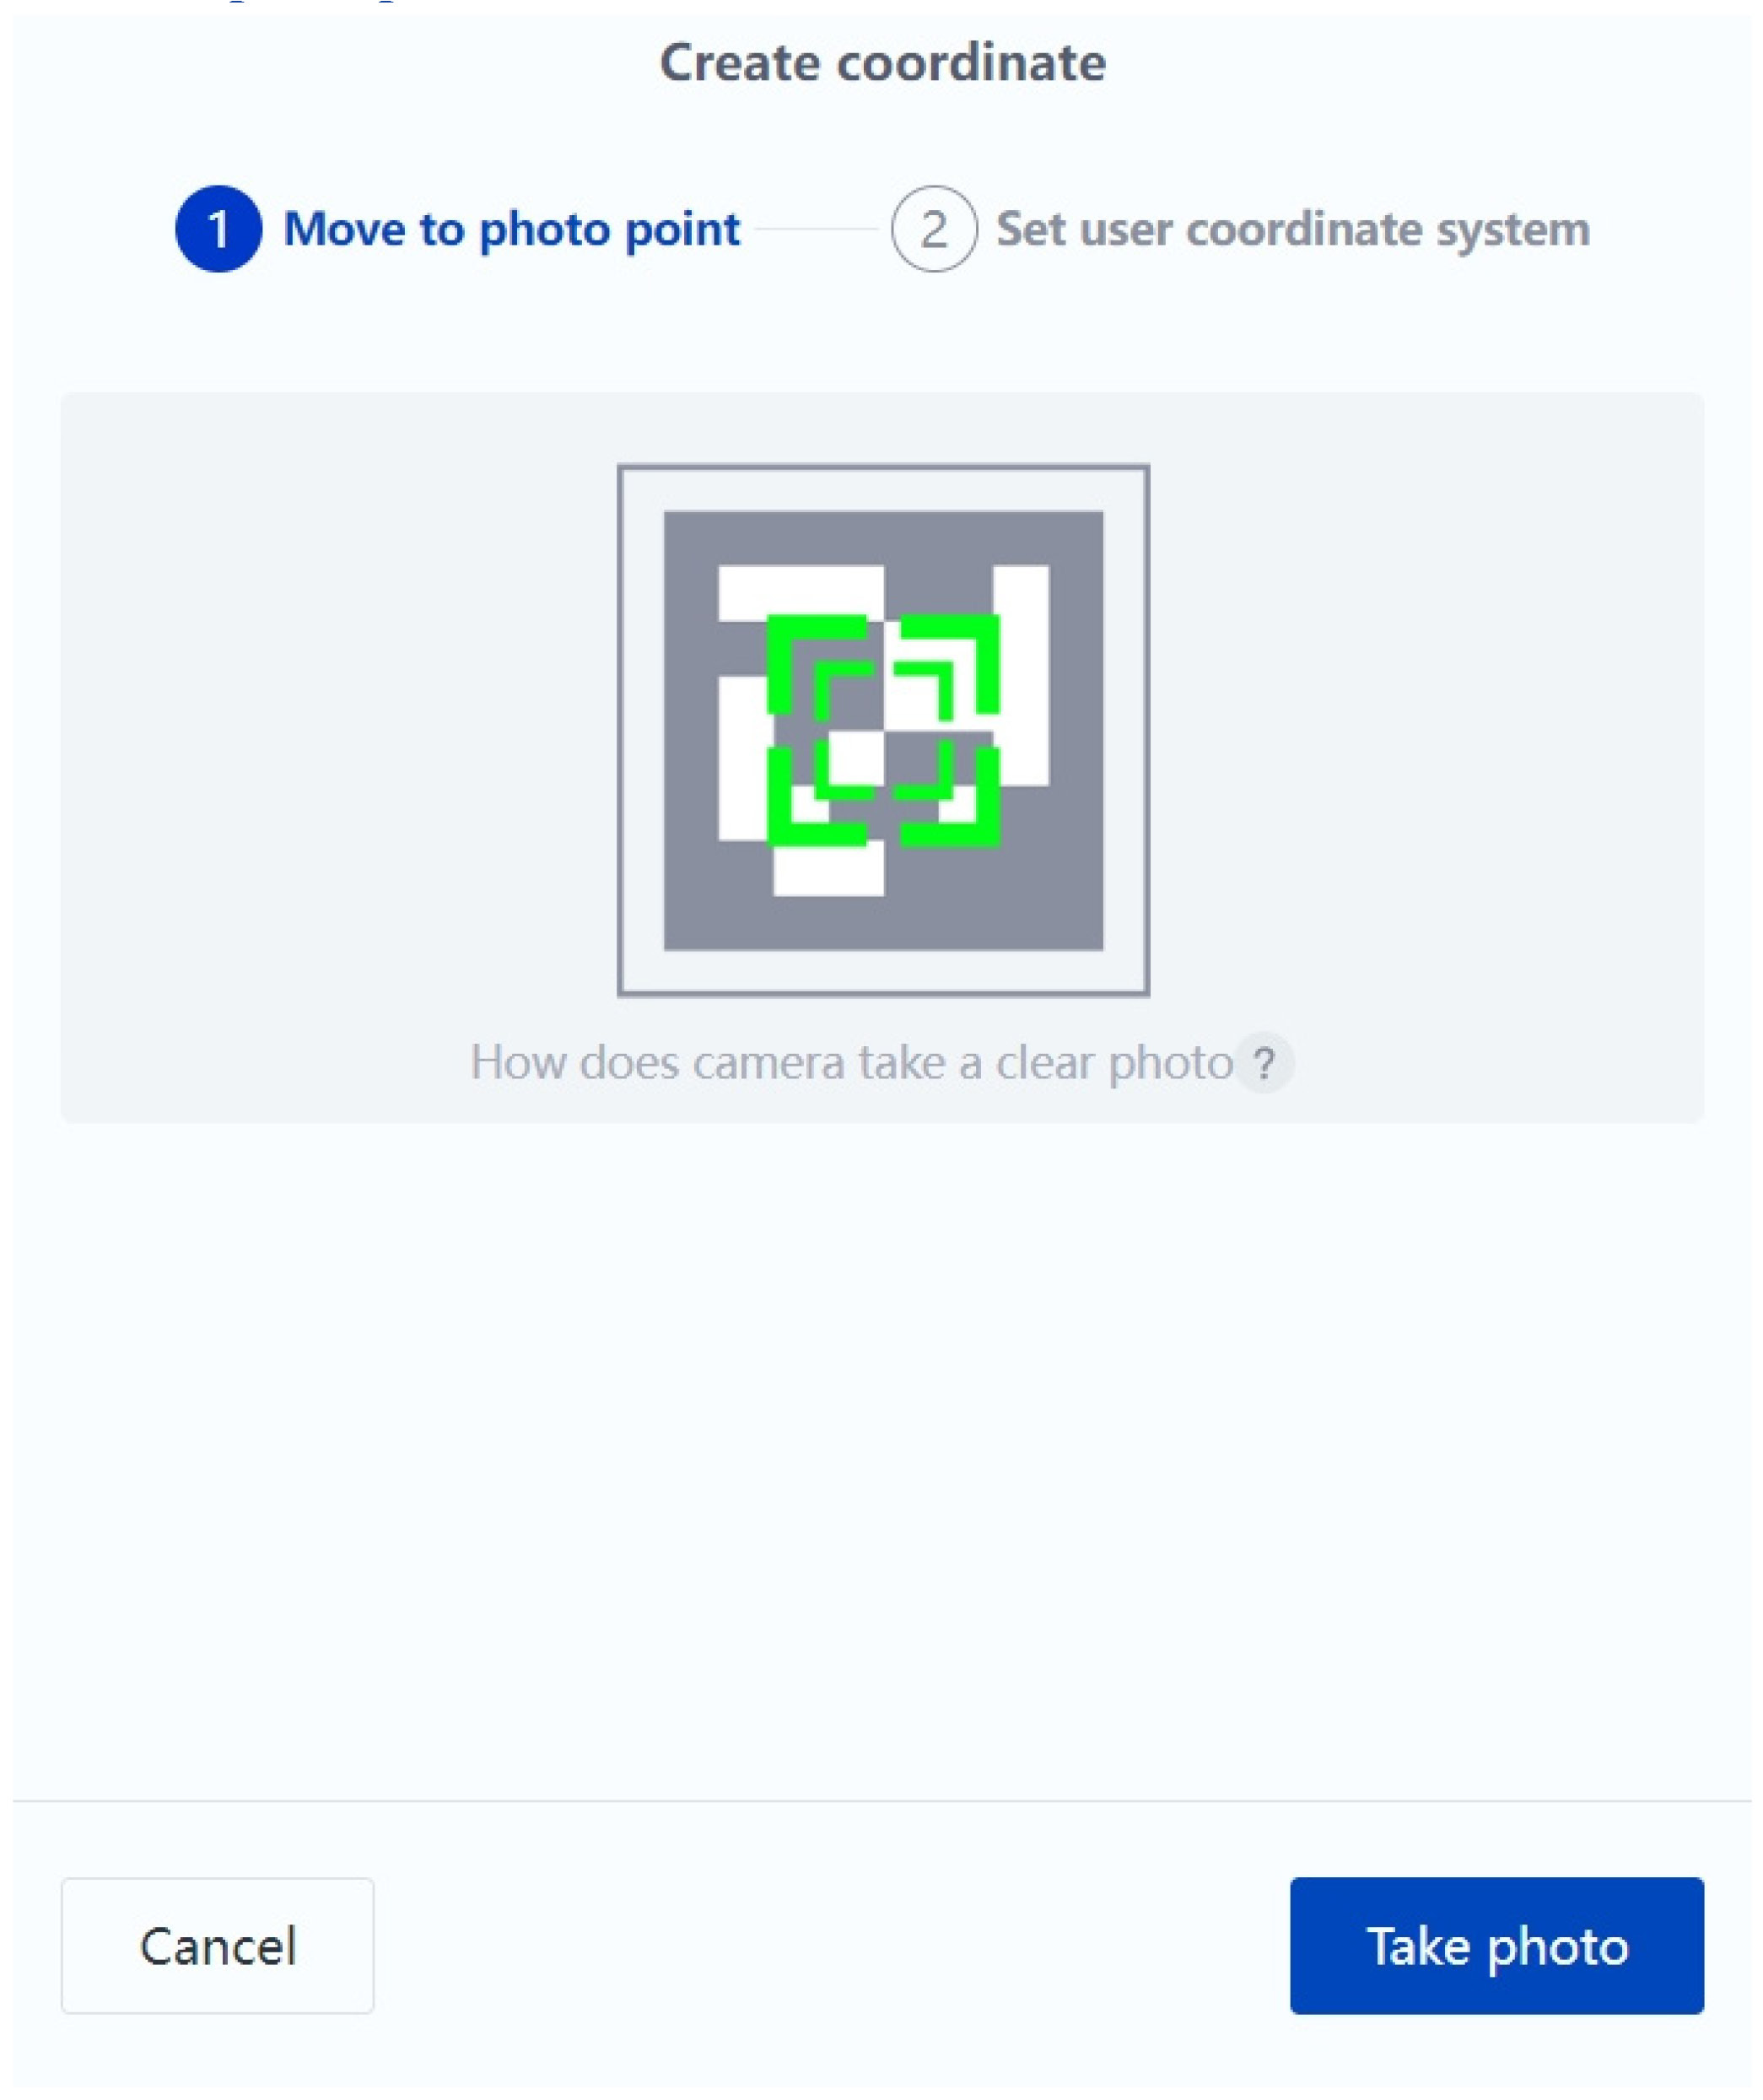 Create coordinate
1 Move to photo point 2 Set user coordinate system
How does camera take a clear photo ?
Cancel Take photo